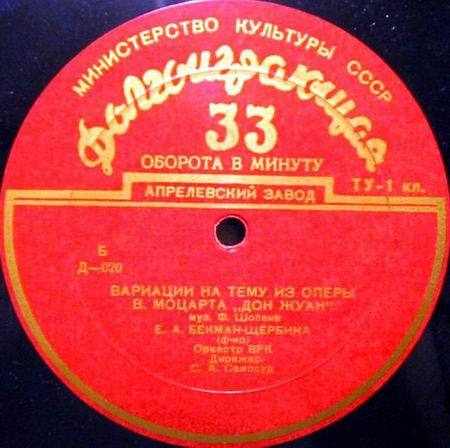 МИНИСТЕРСТВО КУЛЬТУРЫ СССР
Долгоиграющая
33
ОБОРОТА В МИНУТУ
АПРЕЛЕВСКИЙ ЗАВОД
ТУ-1 кл.
Б
Д—020
ВАРИАЦИИ НА ТЕМУ ИЗ ОПЕРЫ
В. МОЦАРТА „ДОН ЖУАН"
муз. Ф. Шопена
Е. А. БЕКМАН-ЩЕРБИНА
(ф-но)
Оркестр ВРК
Дирижер—
С. А. Самосуд